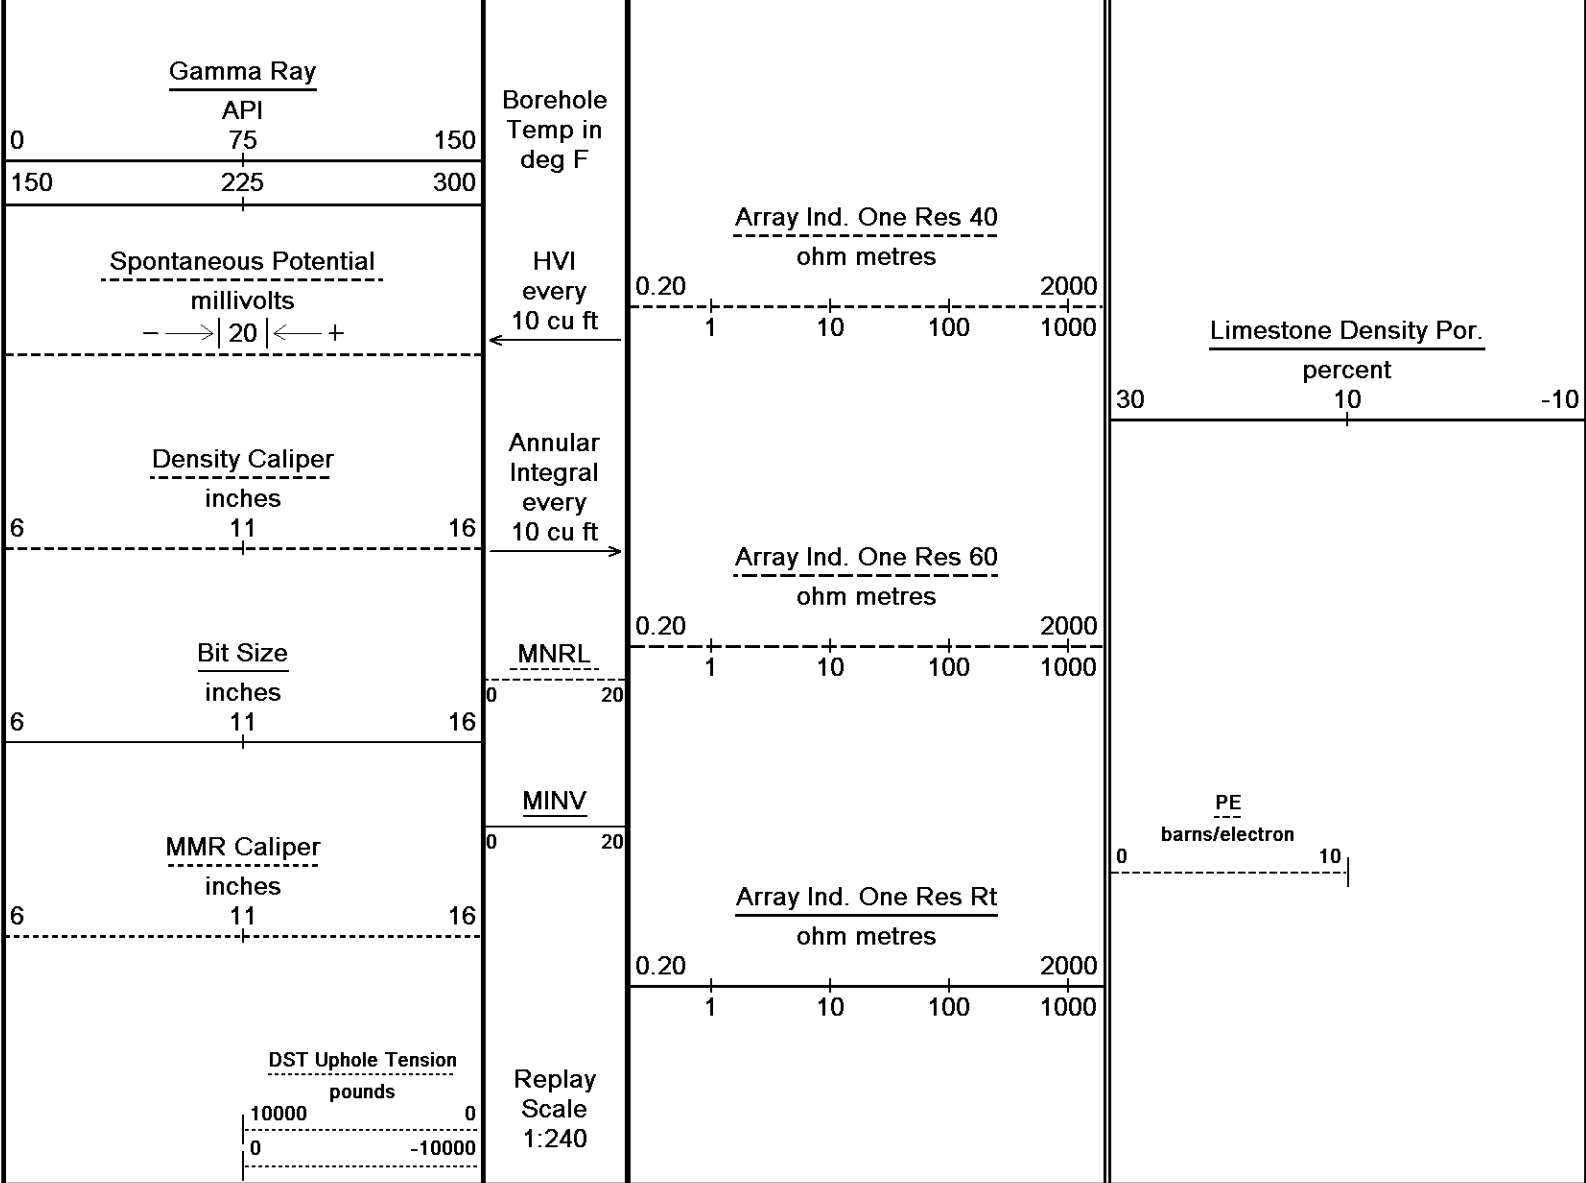 Gamma Ray
API
0 75 150
150 225 300
Spontaneous Potential
millivolts
− →| 20 |← +
Density Caliper
inches
6 11 16
Bit Size
inches
6 11 16
MMR Caliper
inches
6 11 16
DST Uphole Tension
pounds
10000 0
0 -10000
Borehole
Temp in
deg F
HVI
every
10 cu ft
Annular
Integral
every
10 cu ft
MNRL
0 20
MINV
0 20
Replay
Scale
1:240
Array Ind. One Res 40
ohm metres
0.20 2000
1 10 100 1000
Array Ind. One Res 60
ohm metres
0.20 2000
1 10 100 1000
Array Ind. One Res Rt
ohm metres
0.20 2000
1 10 100 1000
Limestone Density Por.
percent
30 10 -10
PE
barns/electron
0 10